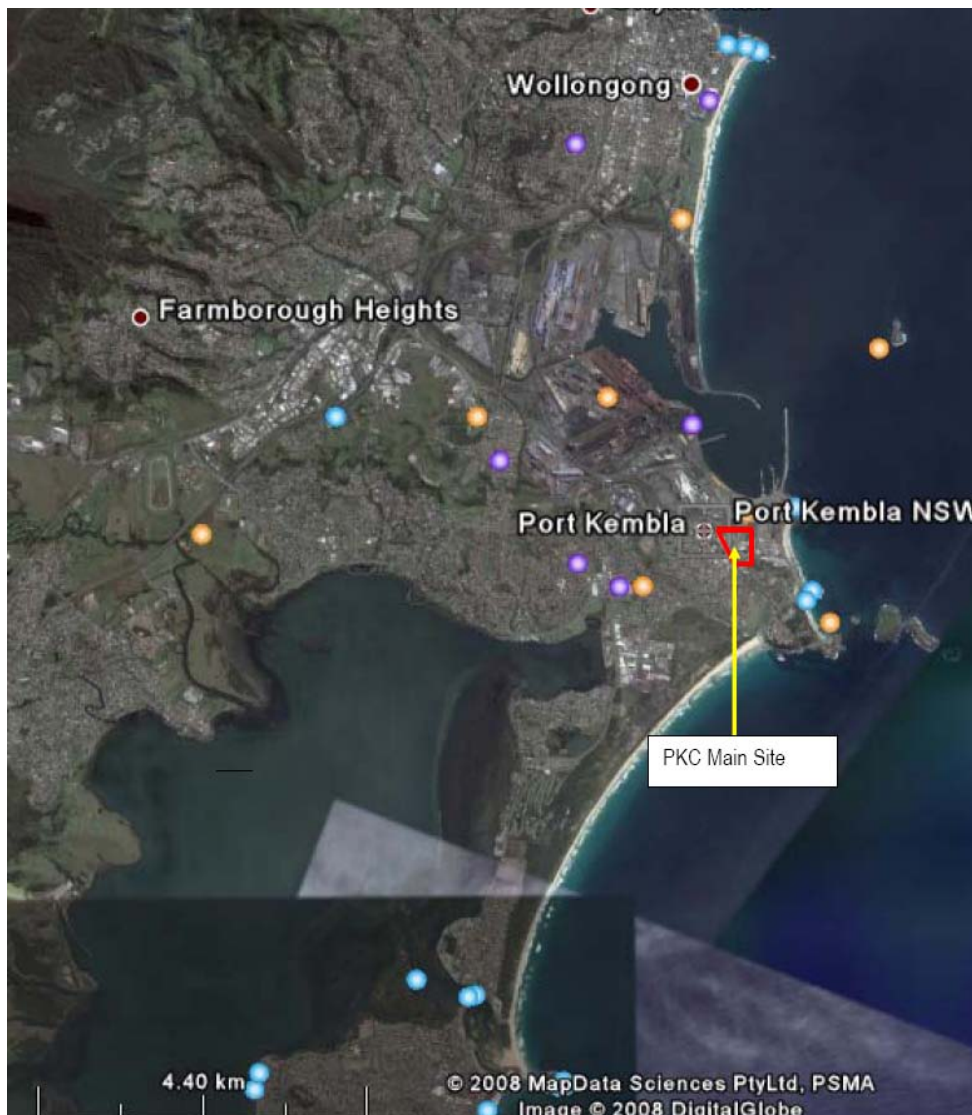 Wollongong
Farmborough Heights
Port Kembla
Port Kembla NSW
PKC Main Site
4.40 km
© 2008 MapData Sciences PtyLtd, PSMA
Image © 2008 DigitalGlobe